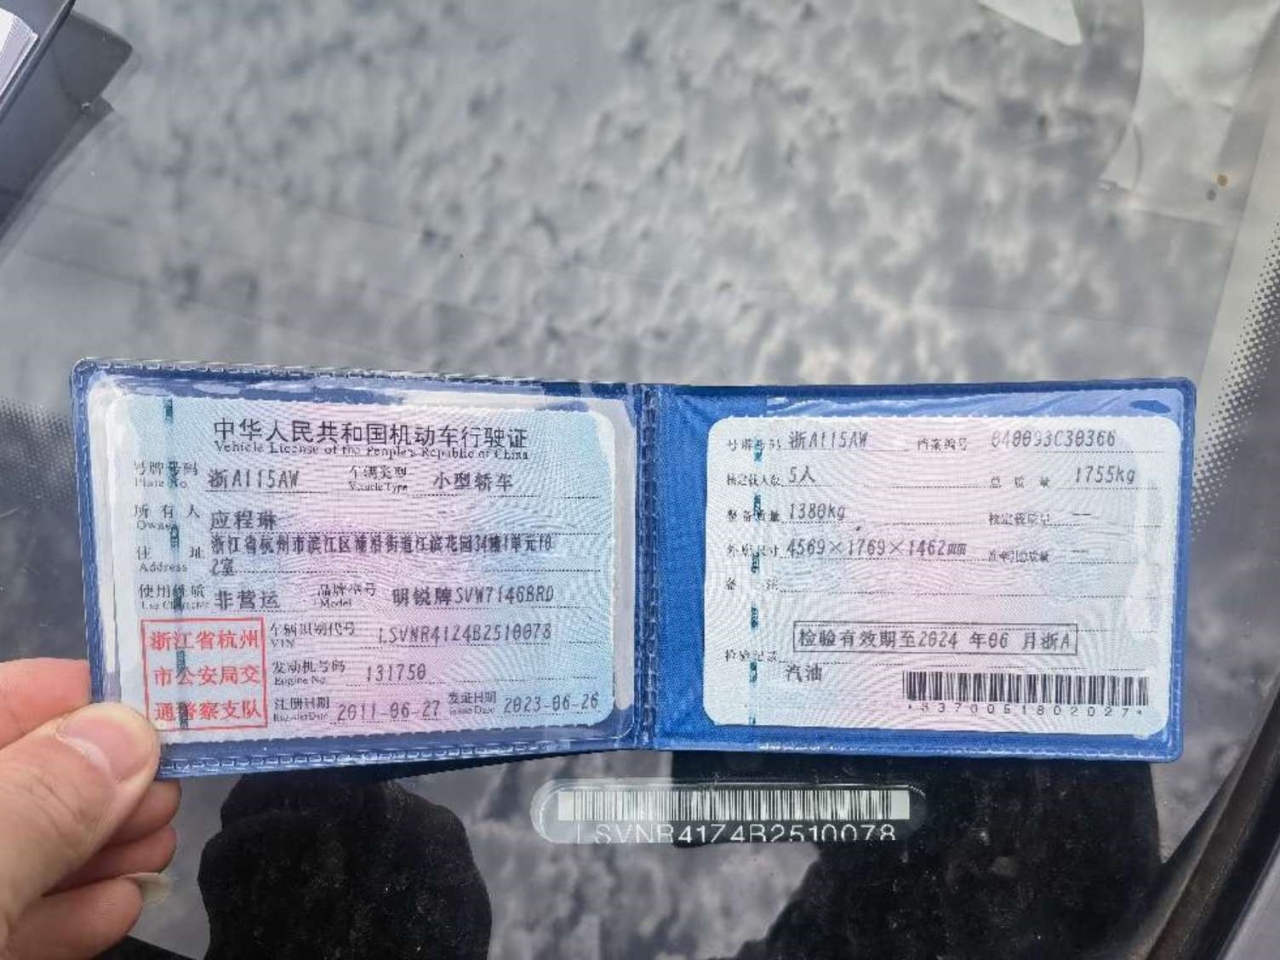 中华人民共和国机动车行驶证
Vehicle License of the People's Republic of China
号牌号码 浙A115AW 车辆类型 小型轿车
Plate No. Vehicle Type
所有人 应程琳
Owner
住址 浙江省杭州市滨江区浦沿街道江滨花园34幢1单元10
Address 2室
使用性质 非营运 品牌型号 明锐牌SVW7146BRD
Use Character Model
浙江省杭州
市公安局交
通警察支队
车辆识别代号 LSVNR41Z4B2510078
VIN
发动机号码 131750
Engine No.
注册日期 2011-06-27 发证日期 2023-06-26
Register Date Issue Date
号牌号码 浙A115AW 档案编号
核定载人数 5人 总质量 1755kg
整备质量 1380kg 核定载质量 --
外廓尺寸 4569×1769×1462mm 准牵引总质量 --
备注
检验有效期至2024 年06 月浙A
检验记录
汽油
*3370051802027*
LSVNR41Z4B2510078